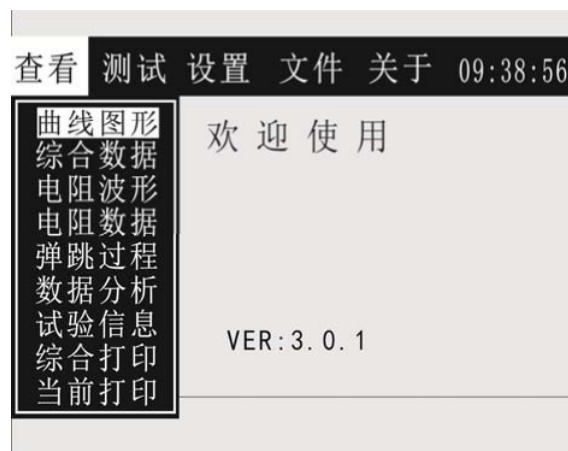 查看 测试 设置 文件 关于 09:38:56
欢迎使用
曲线图形
综合数据
电阻波形
电阻数据
弹跳过程
数据分析
试验信息
综合打印
当前打印
VER:3.0.1